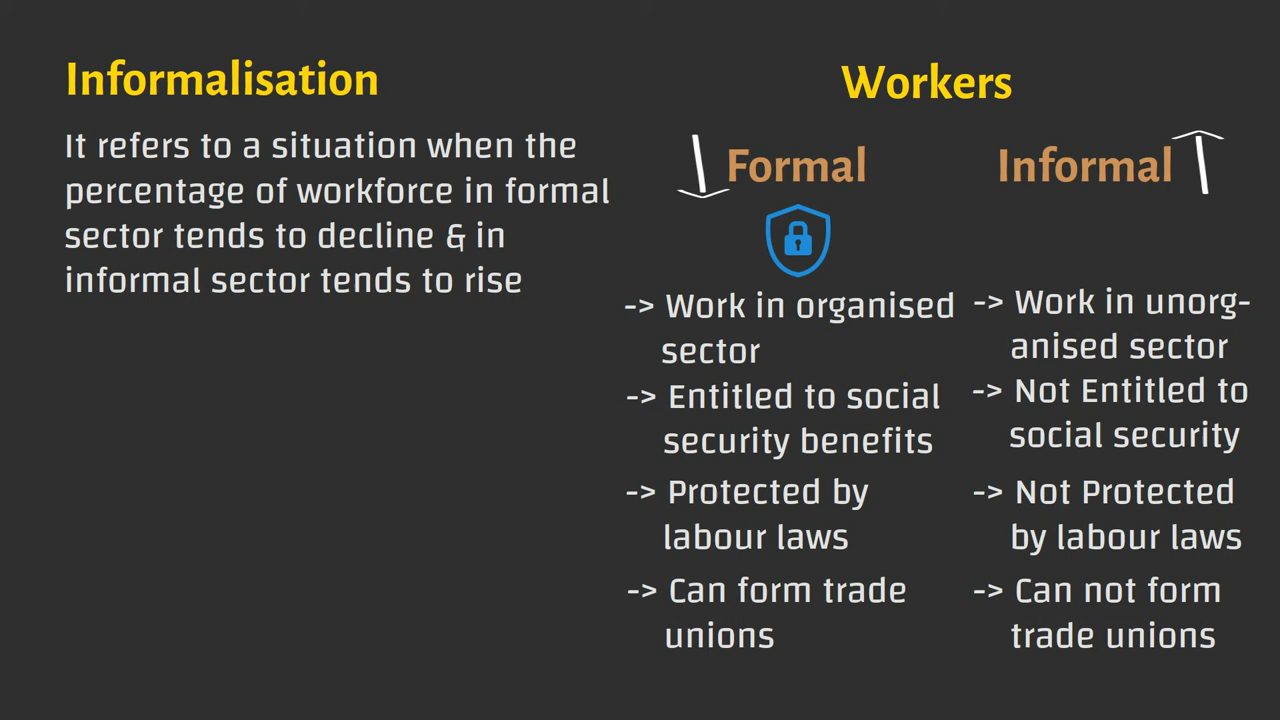 Informalisation
It refers to a situation when the
percentage of workforce in formal
sector tends to decline & in
informal sector tends to rise
Workers
Formal
-> Work in organised
sector
-> Entitled to social
security benefits
-> Protected by
labour laws
-> Can form trade
unions
Informal
-> Work in unorg-
anised sector
-> Not Entitled to
social security
-> Not Protected
by labour laws
-> Can not form
trade unions